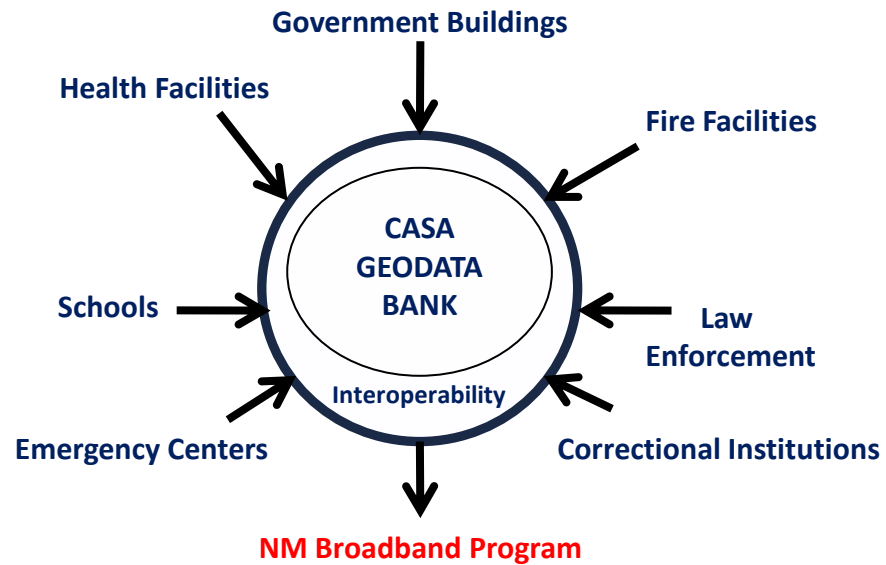 Government Buildings
Health Facilities
Fire Facilities
CASA
GEODATA
BANK
Schools
Law
Enforcement
Interoperability
Emergency Centers
Correctional Institutions
NM Broadband Program